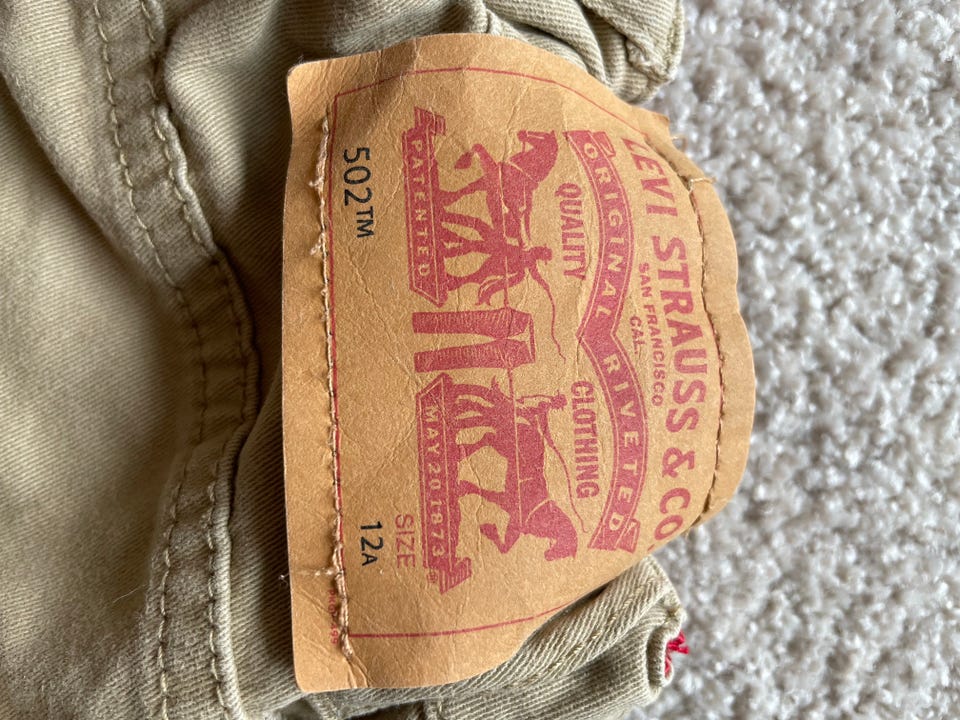 LEVI STRAUSS & CO
SAN FRANCISCO
CAL.
ORIGINAL RIVETED
QUALITY CLOTHING
PATENTED MAY 20 1873
®
SIZE
502™ 12A